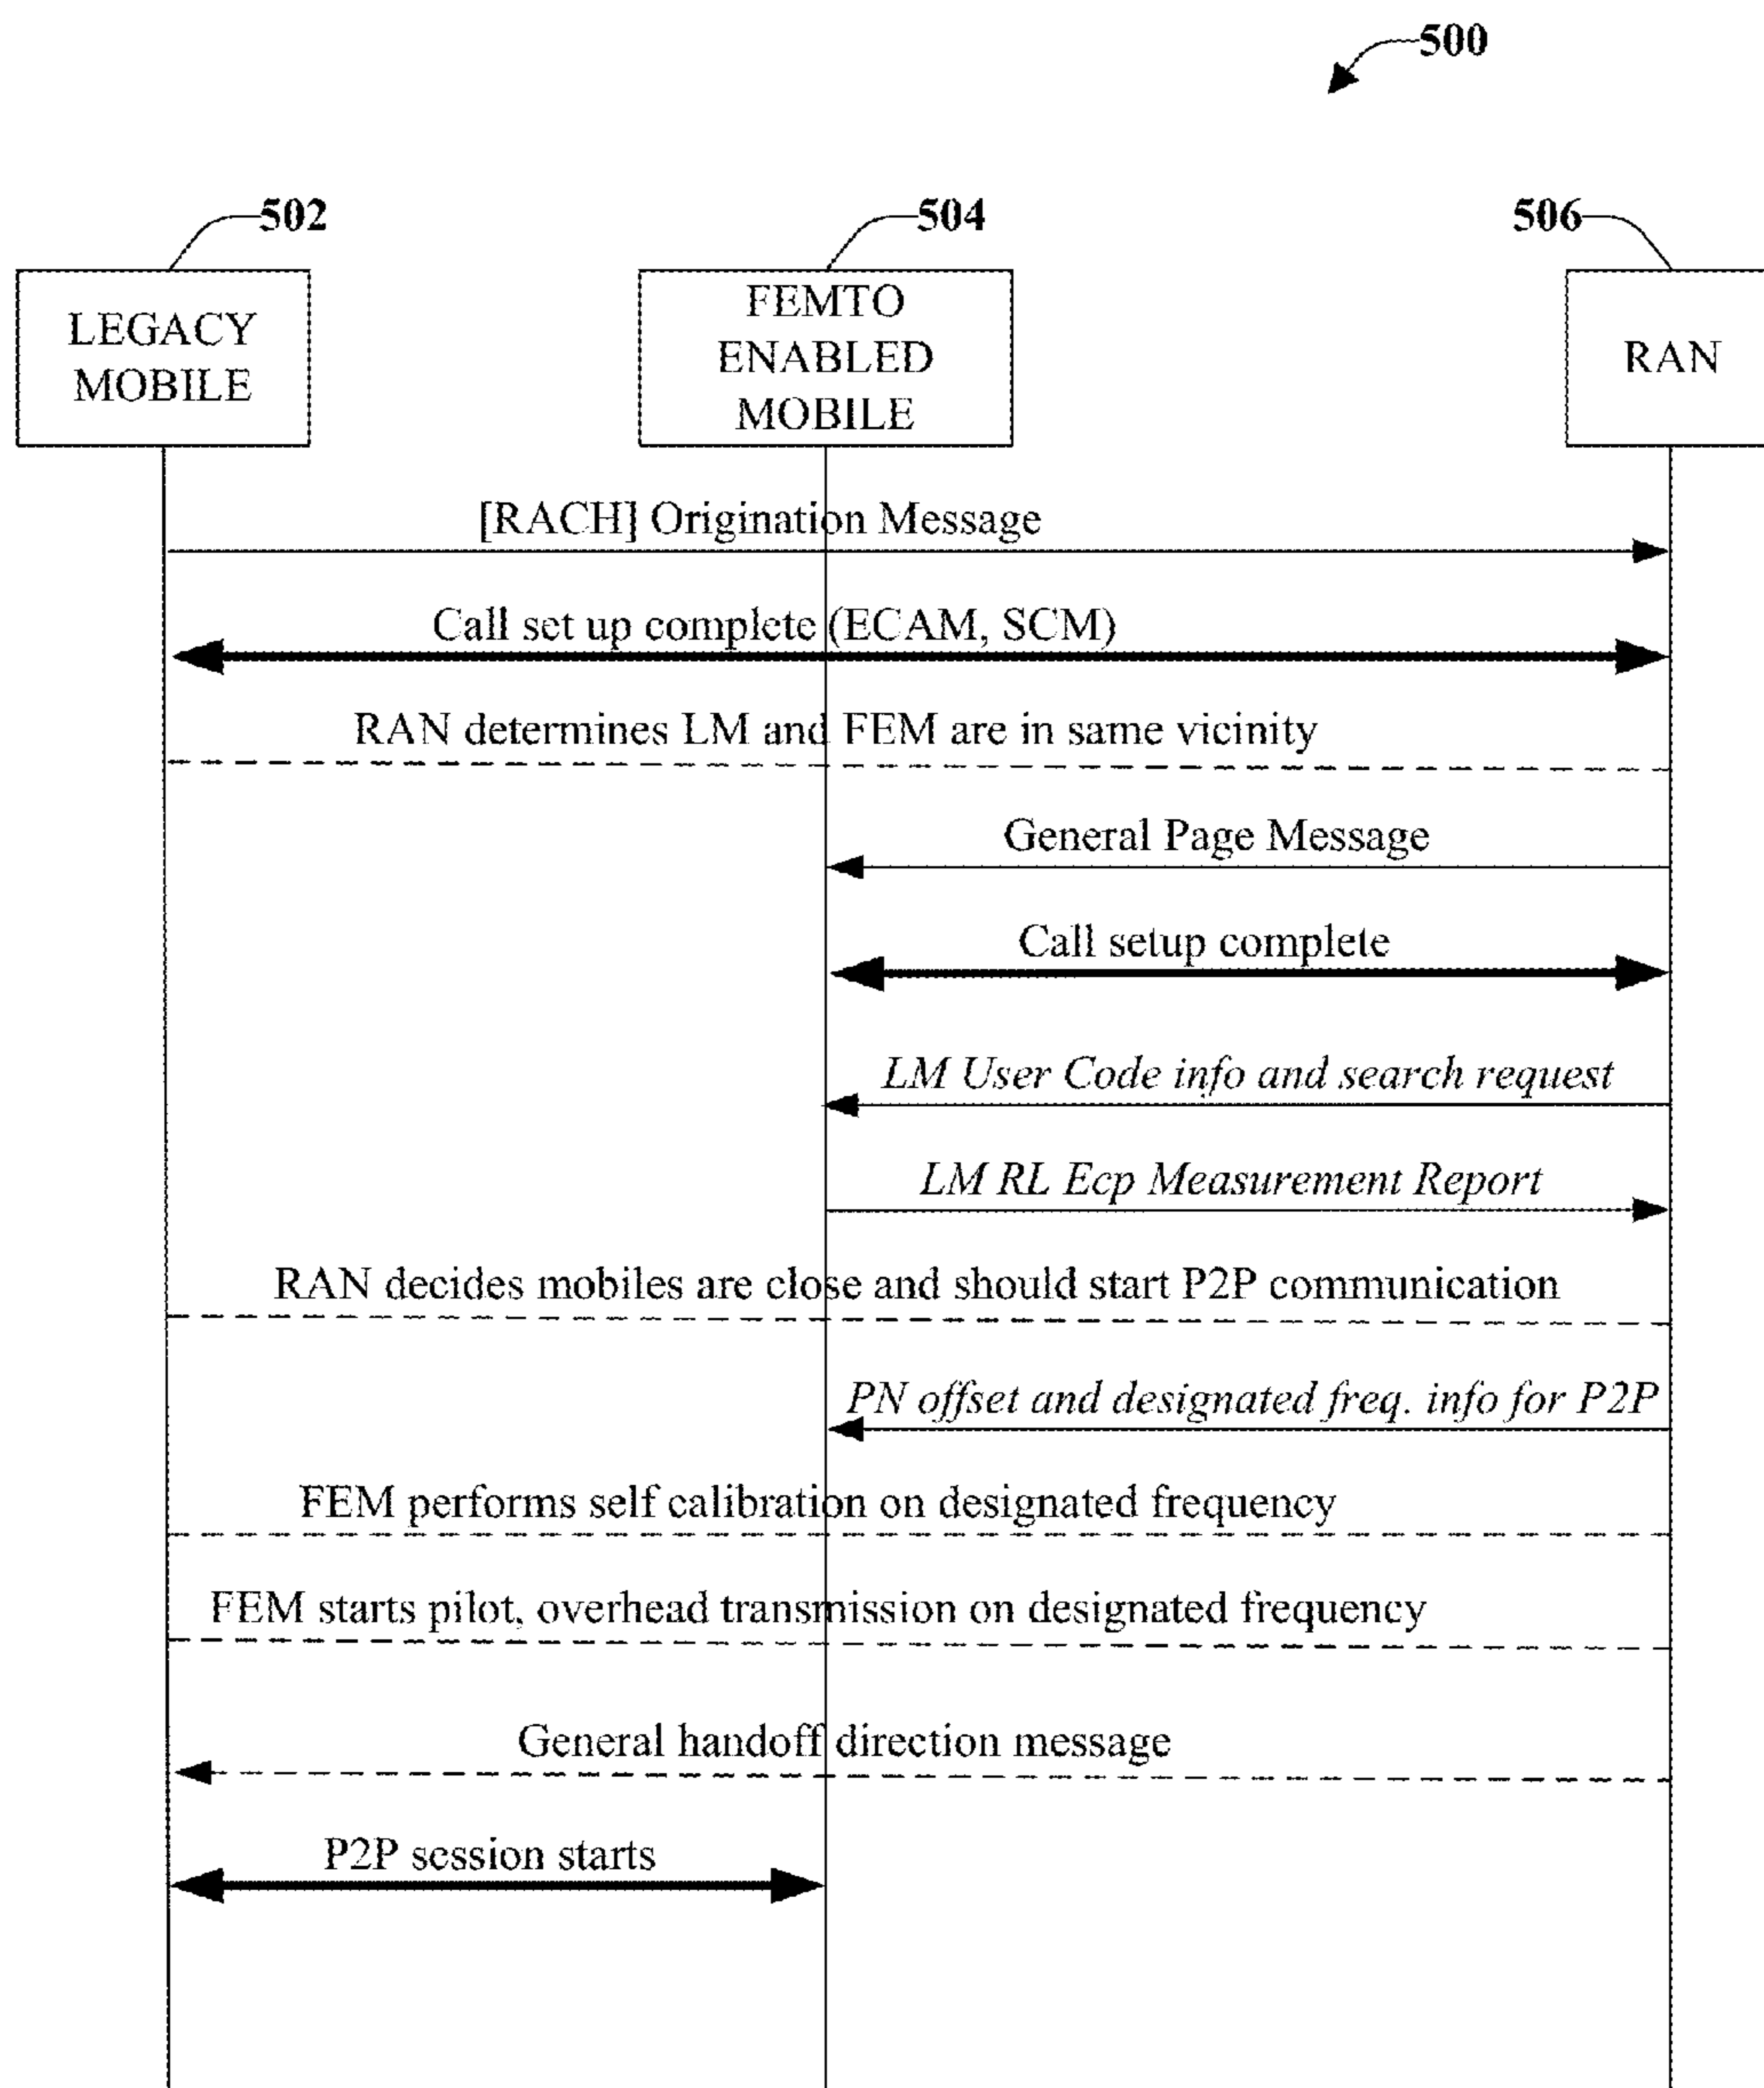 500
502
504
506
LEGACY
MOBILE
FEMTO
ENABLED
MOBILE
RAN
[RACH] Origination Message
Call set up complete (ECAM, SCM)
RAN determines LM and FEM are in same vicinity
General Page Message
Call setup complete
LM User Code info and search request
LM RL Ecp Measurement Report
RAN decides mobiles are close and should start P2P communication
PN offset and designated freq. info for P2P
FEM performs self calibration on designated frequency
FEM starts pilot, overhead transmission on designated frequency
General handoff direction message
P2P session starts